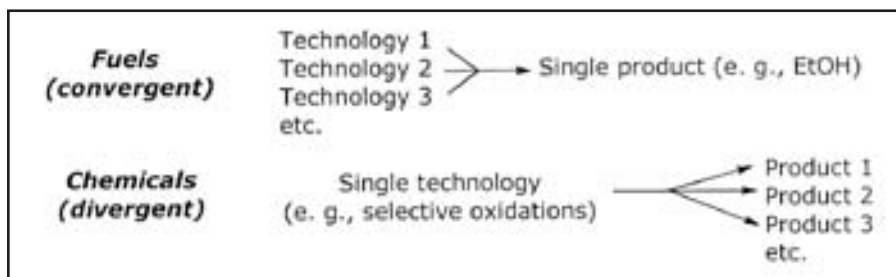 Fuels
(convergent)
Technology 1
Technology 2
Technology 3
etc.
Single product (e. g., EtOH)
Chemicals
(divergent)
Single technology
(e. g., selective oxidations)
Product 1
Product 2
Product 3
etc.